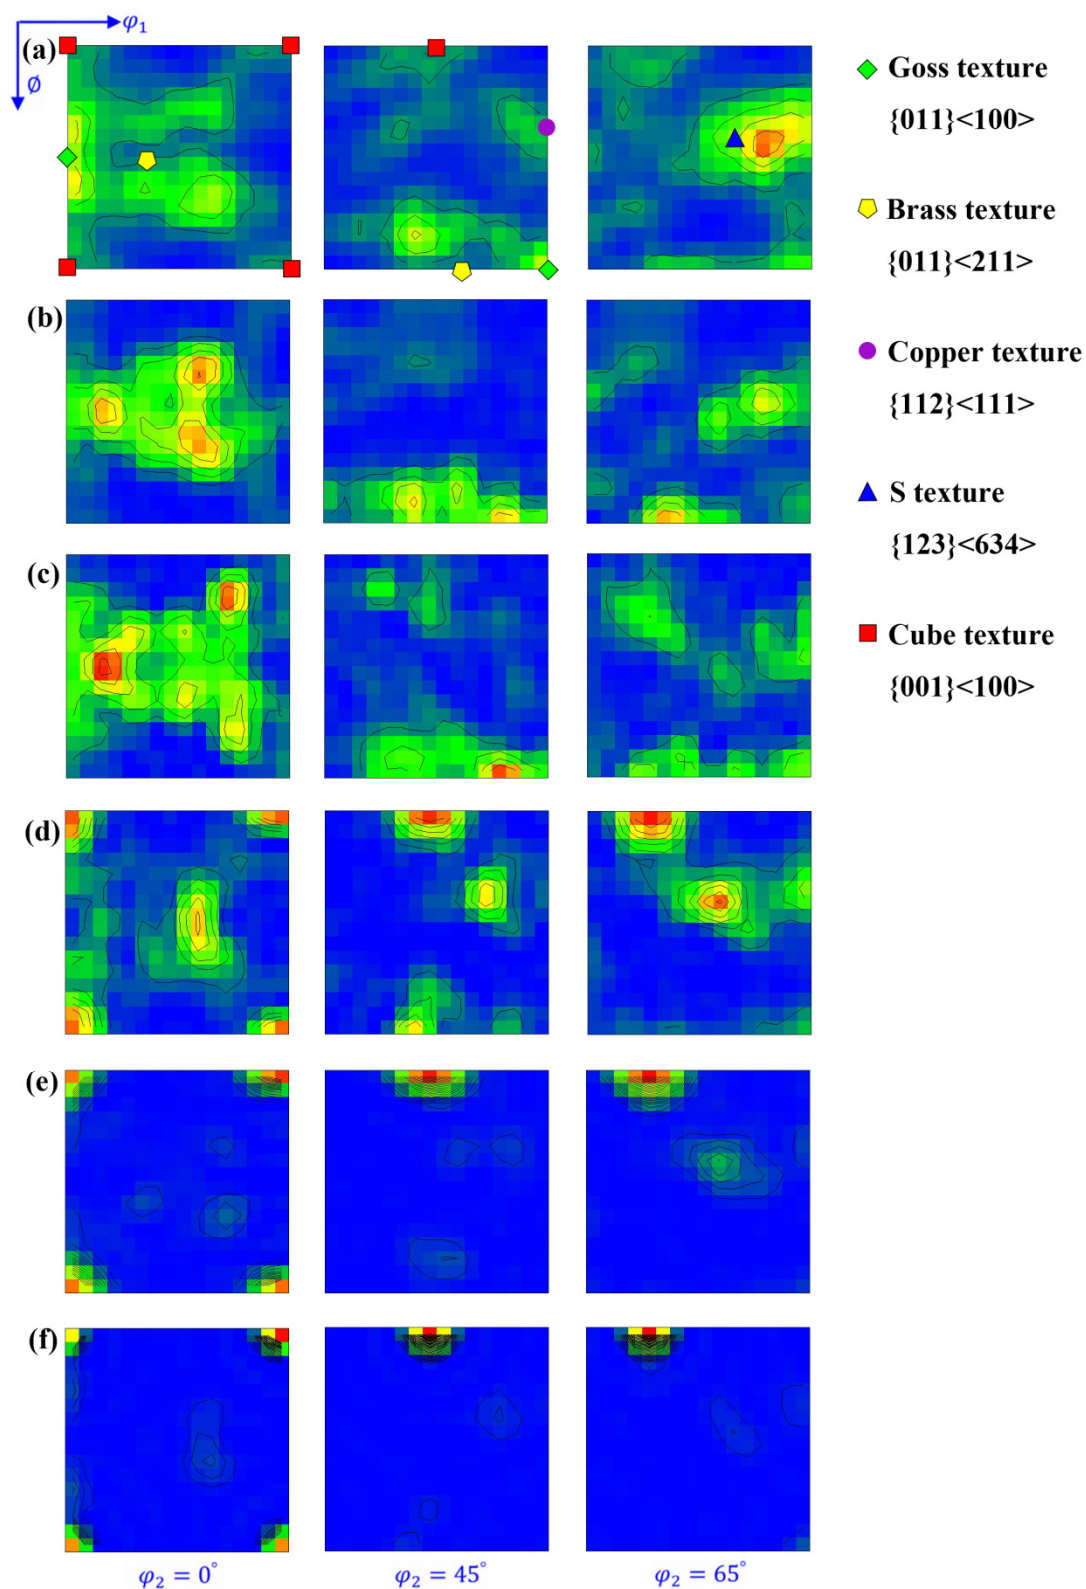 φ₁
(a)
Ø
Goss texture
{011}<100>
Brass texture
{011}<211>
(b)
Copper texture
{112}<111>
S texture
{123}<634>
(c)
Cube texture
{001}<100>
(d)
(e)
(f)
φ₂ = 0° φ₂ = 45° φ₂ = 65°